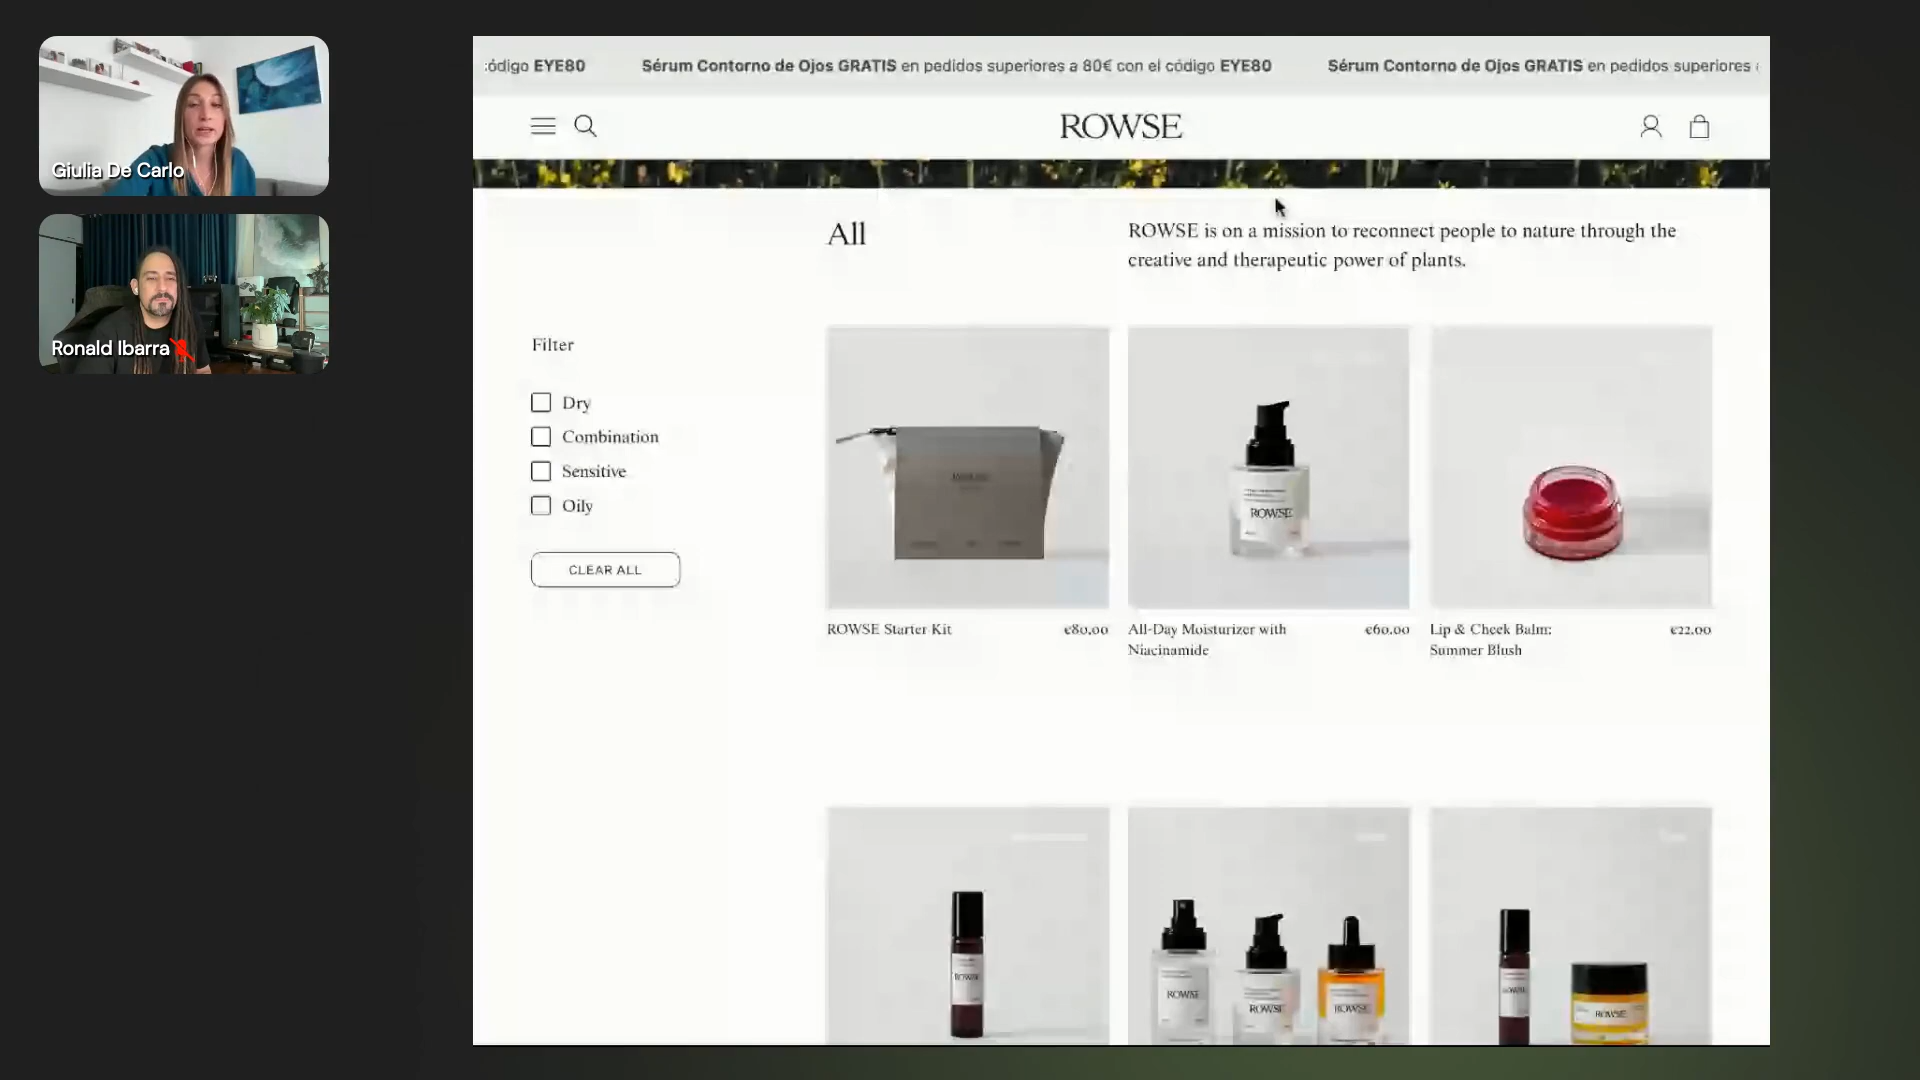 Giulia De Carlo
Ronald Ibarra
código EYE80 Sérum Contorno de Ojos GRATIS en pedidos superiores a 80€ con el código EYE80 Sérum Contorno de Ojos GRATIS en pedidos superiores
ROWSE
All
ROWSE is on a mission to reconnect people to nature through the
creative and therapeutic power of plants.
Filter
Dry
Combination
Sensitive
Oily
CLEAR ALL
ROWSE
ROWSE Starter Kit €80.00
All-Day Moisturizer with €60.00
Niacinamide
Lip & Cheek Balm: €22.00
Summer Blush
ROWSE
ROWSE
ROWSE
ROWSE
ROWSE
ROWSE